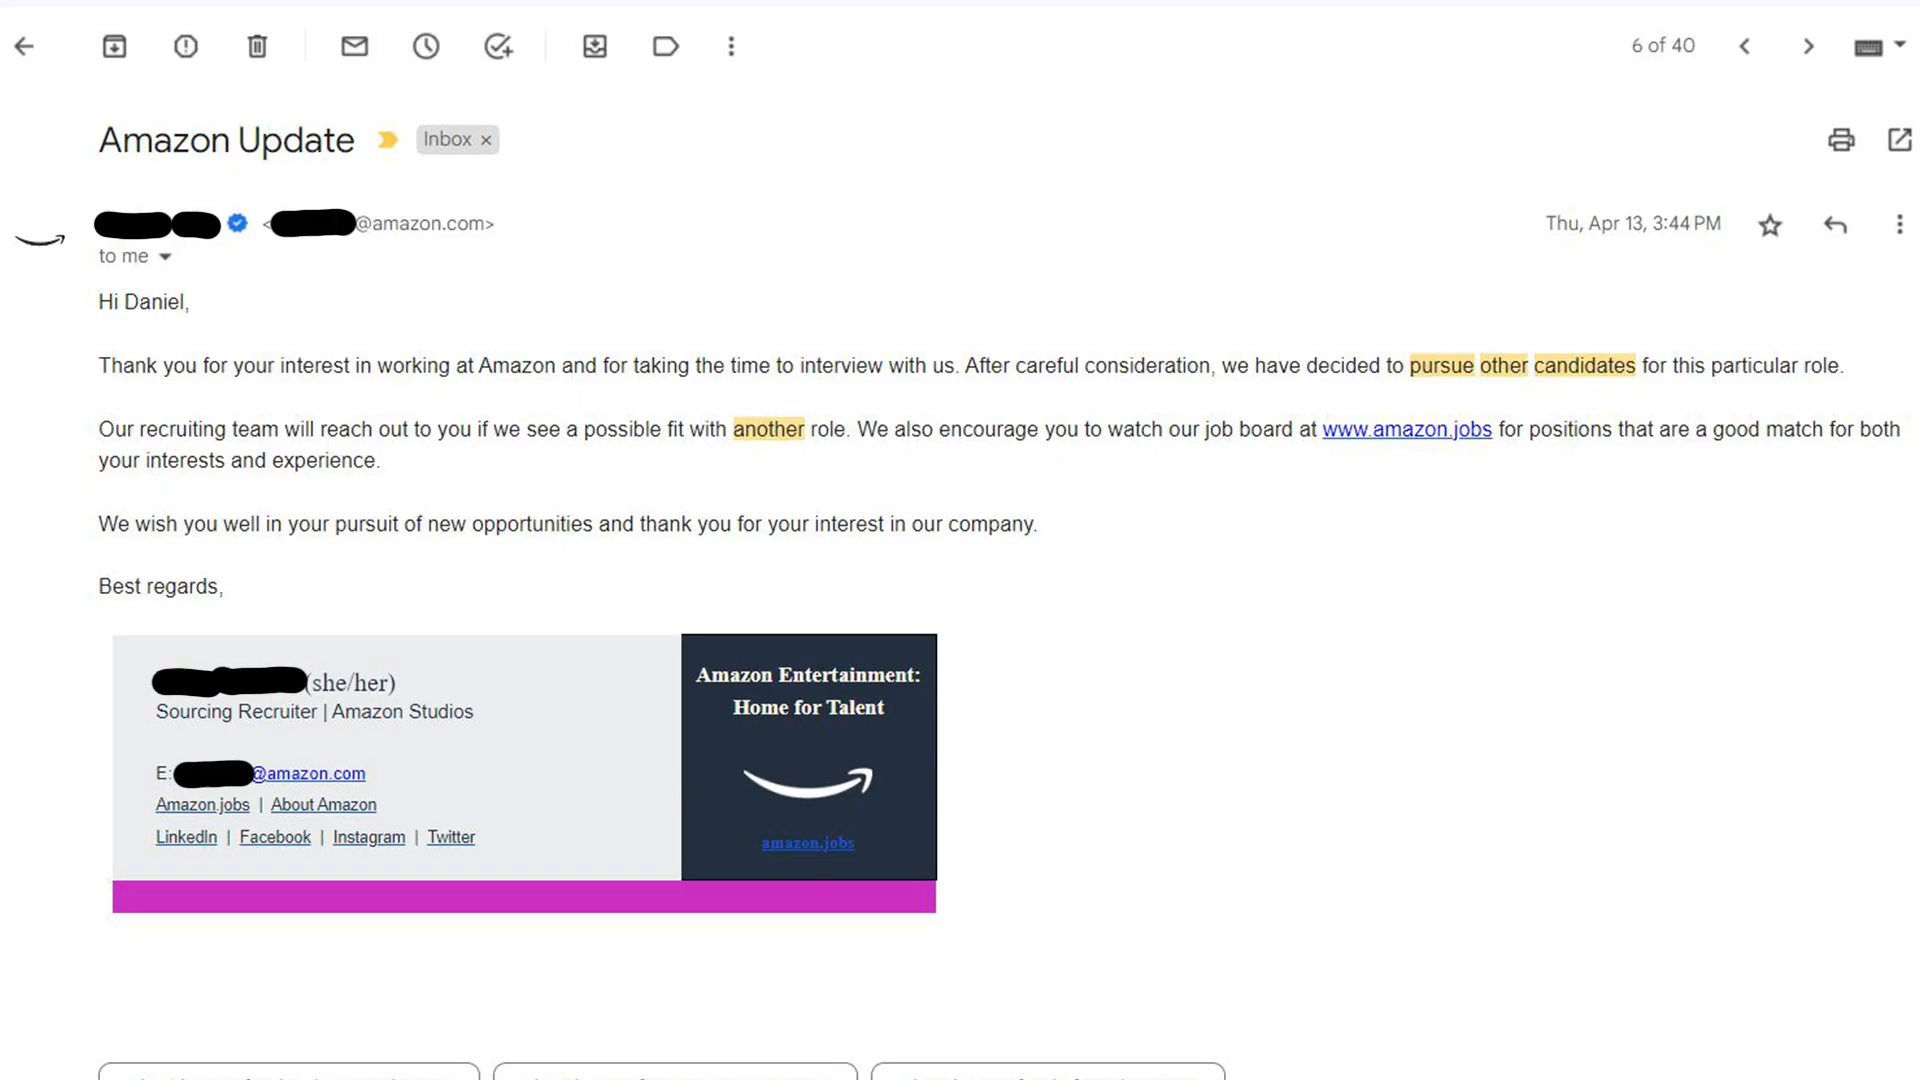 6 of 40
Amazon Update Inbox ×
<@amazon.com> Thu, Apr 13, 3:44 PM
to me
Hi Daniel,
Thank you for your interest in working at Amazon and for taking the time to interview with us. After careful consideration, we have decided to pursue other candidates for this particular role.
Our recruiting team will reach out to you if we see a possible fit with another role. We also encourage you to watch our job board at www.amazon.jobs for positions that are a good match for both
your interests and experience.
We wish you well in your pursuit of new opportunities and thank you for your interest in our company.
Best regards,
(she/her)
Sourcing Recruiter | Amazon Studios
E: @amazon.com
Amazon.jobs | About Amazon
LinkedIn | Facebook | Instagram | Twitter
Amazon Entertainment:
Home for Talent
amazon.jobs